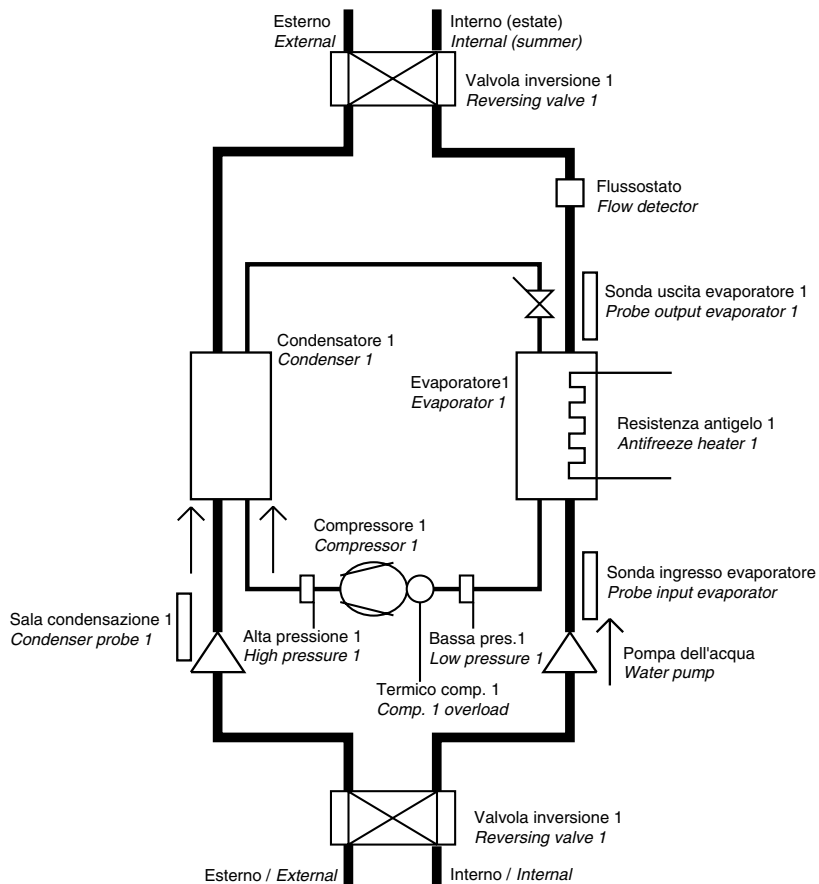 Esterno
External
Interno (estate)
Internal (summer)
Valvola inversione 1
Reversing valve 1
Flussostato
Flow detector
Sonda uscita evaporatore 1
Probe output evaporator 1
Condensatore 1
Condenser 1
Evaporatore1
Evaporator 1
Resistenza antigelo 1
Antifreeze heater 1
Compressore 1
Compressor 1
Sonda ingresso evaporatore
Probe input evaporator
Sala condensazione 1
Condenser probe 1
Alta pressione 1
High pressure 1
Bassa pres.1
Low pressure 1
Pompa dell'acqua
Water pump
Termico comp. 1
Comp. 1 overload
Valvola inversione 1
Reversing valve 1
Esterno / External
Interno / Internal